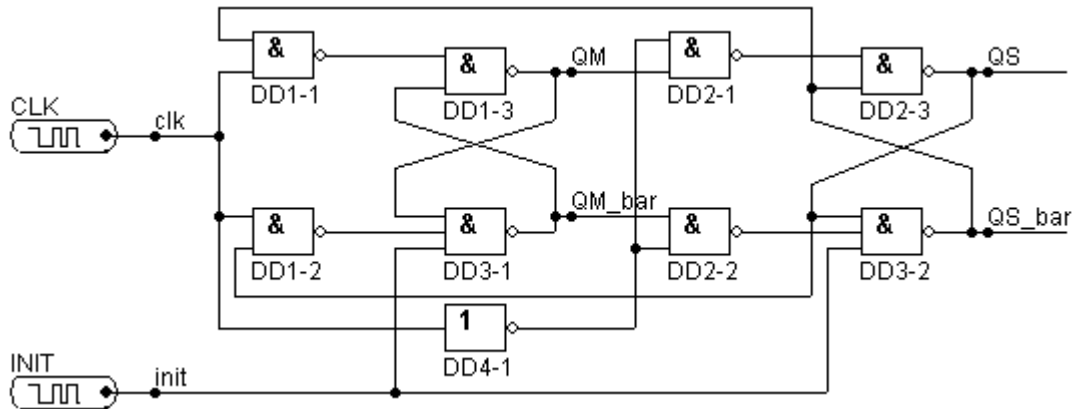 &
&
QM
&
&
QS
DD1-1
DD1-3
DD2-1
DD2-3
CLK
clk
&
&
QM_bar
&
&
QS_bar
DD1-2
DD3-1
DD2-2
DD3-2
1
DD4-1
INIT
init